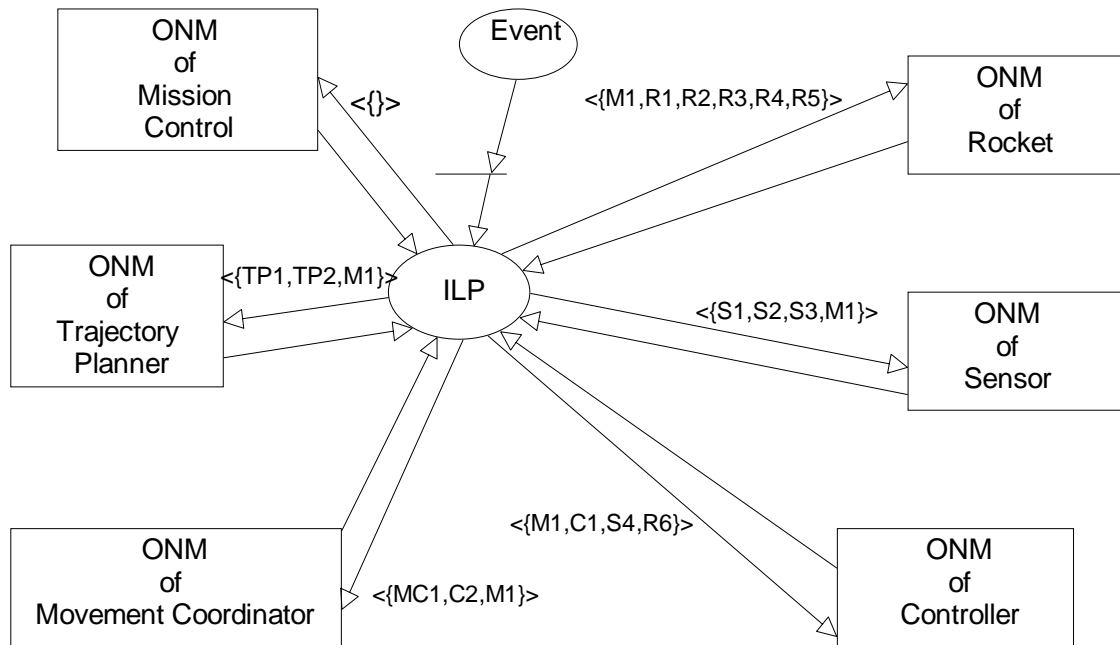 ONM
of
Mission
Control
Event
<{}>
<{M1,R1,R2,R3,R4,R5}>
ONM
of
Rocket
ONM
of
Trajectory
Planner
<{TP1,TP2,M1}>
ILP
<{S1,S2,S3,M1}>
ONM
of
Sensor
ONM
of
Movement Coordinator
<{MC1,C2,M1}>
<{M1,C1,S4,R6}>
ONM
of
Controller